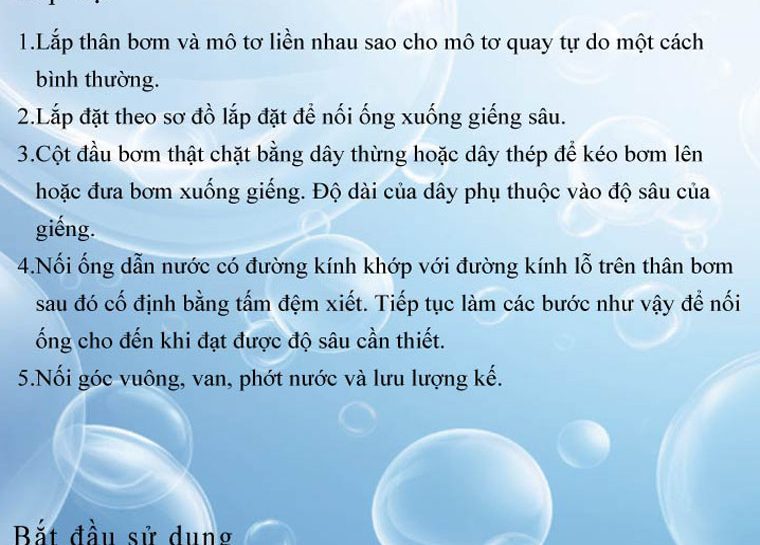 1.Lắp thân bơm và mô tơ liền nhau sao cho mô tơ quay tự do một cách
bình thường.
2.Lắp đặt theo sơ đồ lắp đặt để nối ống xuống giếng sâu.
3.Cột đầu bơm thật chặt bằng dây thừng hoặc dây thép để kéo bơm lên
hoặc đưa bơm xuống giếng. Độ dài của dây phụ thuộc vào độ sâu của
giếng.
4.Nối ống dẫn nước có đường kính khớp với đường kính lỗ trên thân bơm
sau đó cố định bằng tấm đệm xiết. Tiếp tục làm các bước như vậy để nối
ống cho đến khi đạt được độ sâu cần thiết.
5.Nối góc vuông, van, phớt nước và lưu lượng kế.
Bắt đầu sử dụng